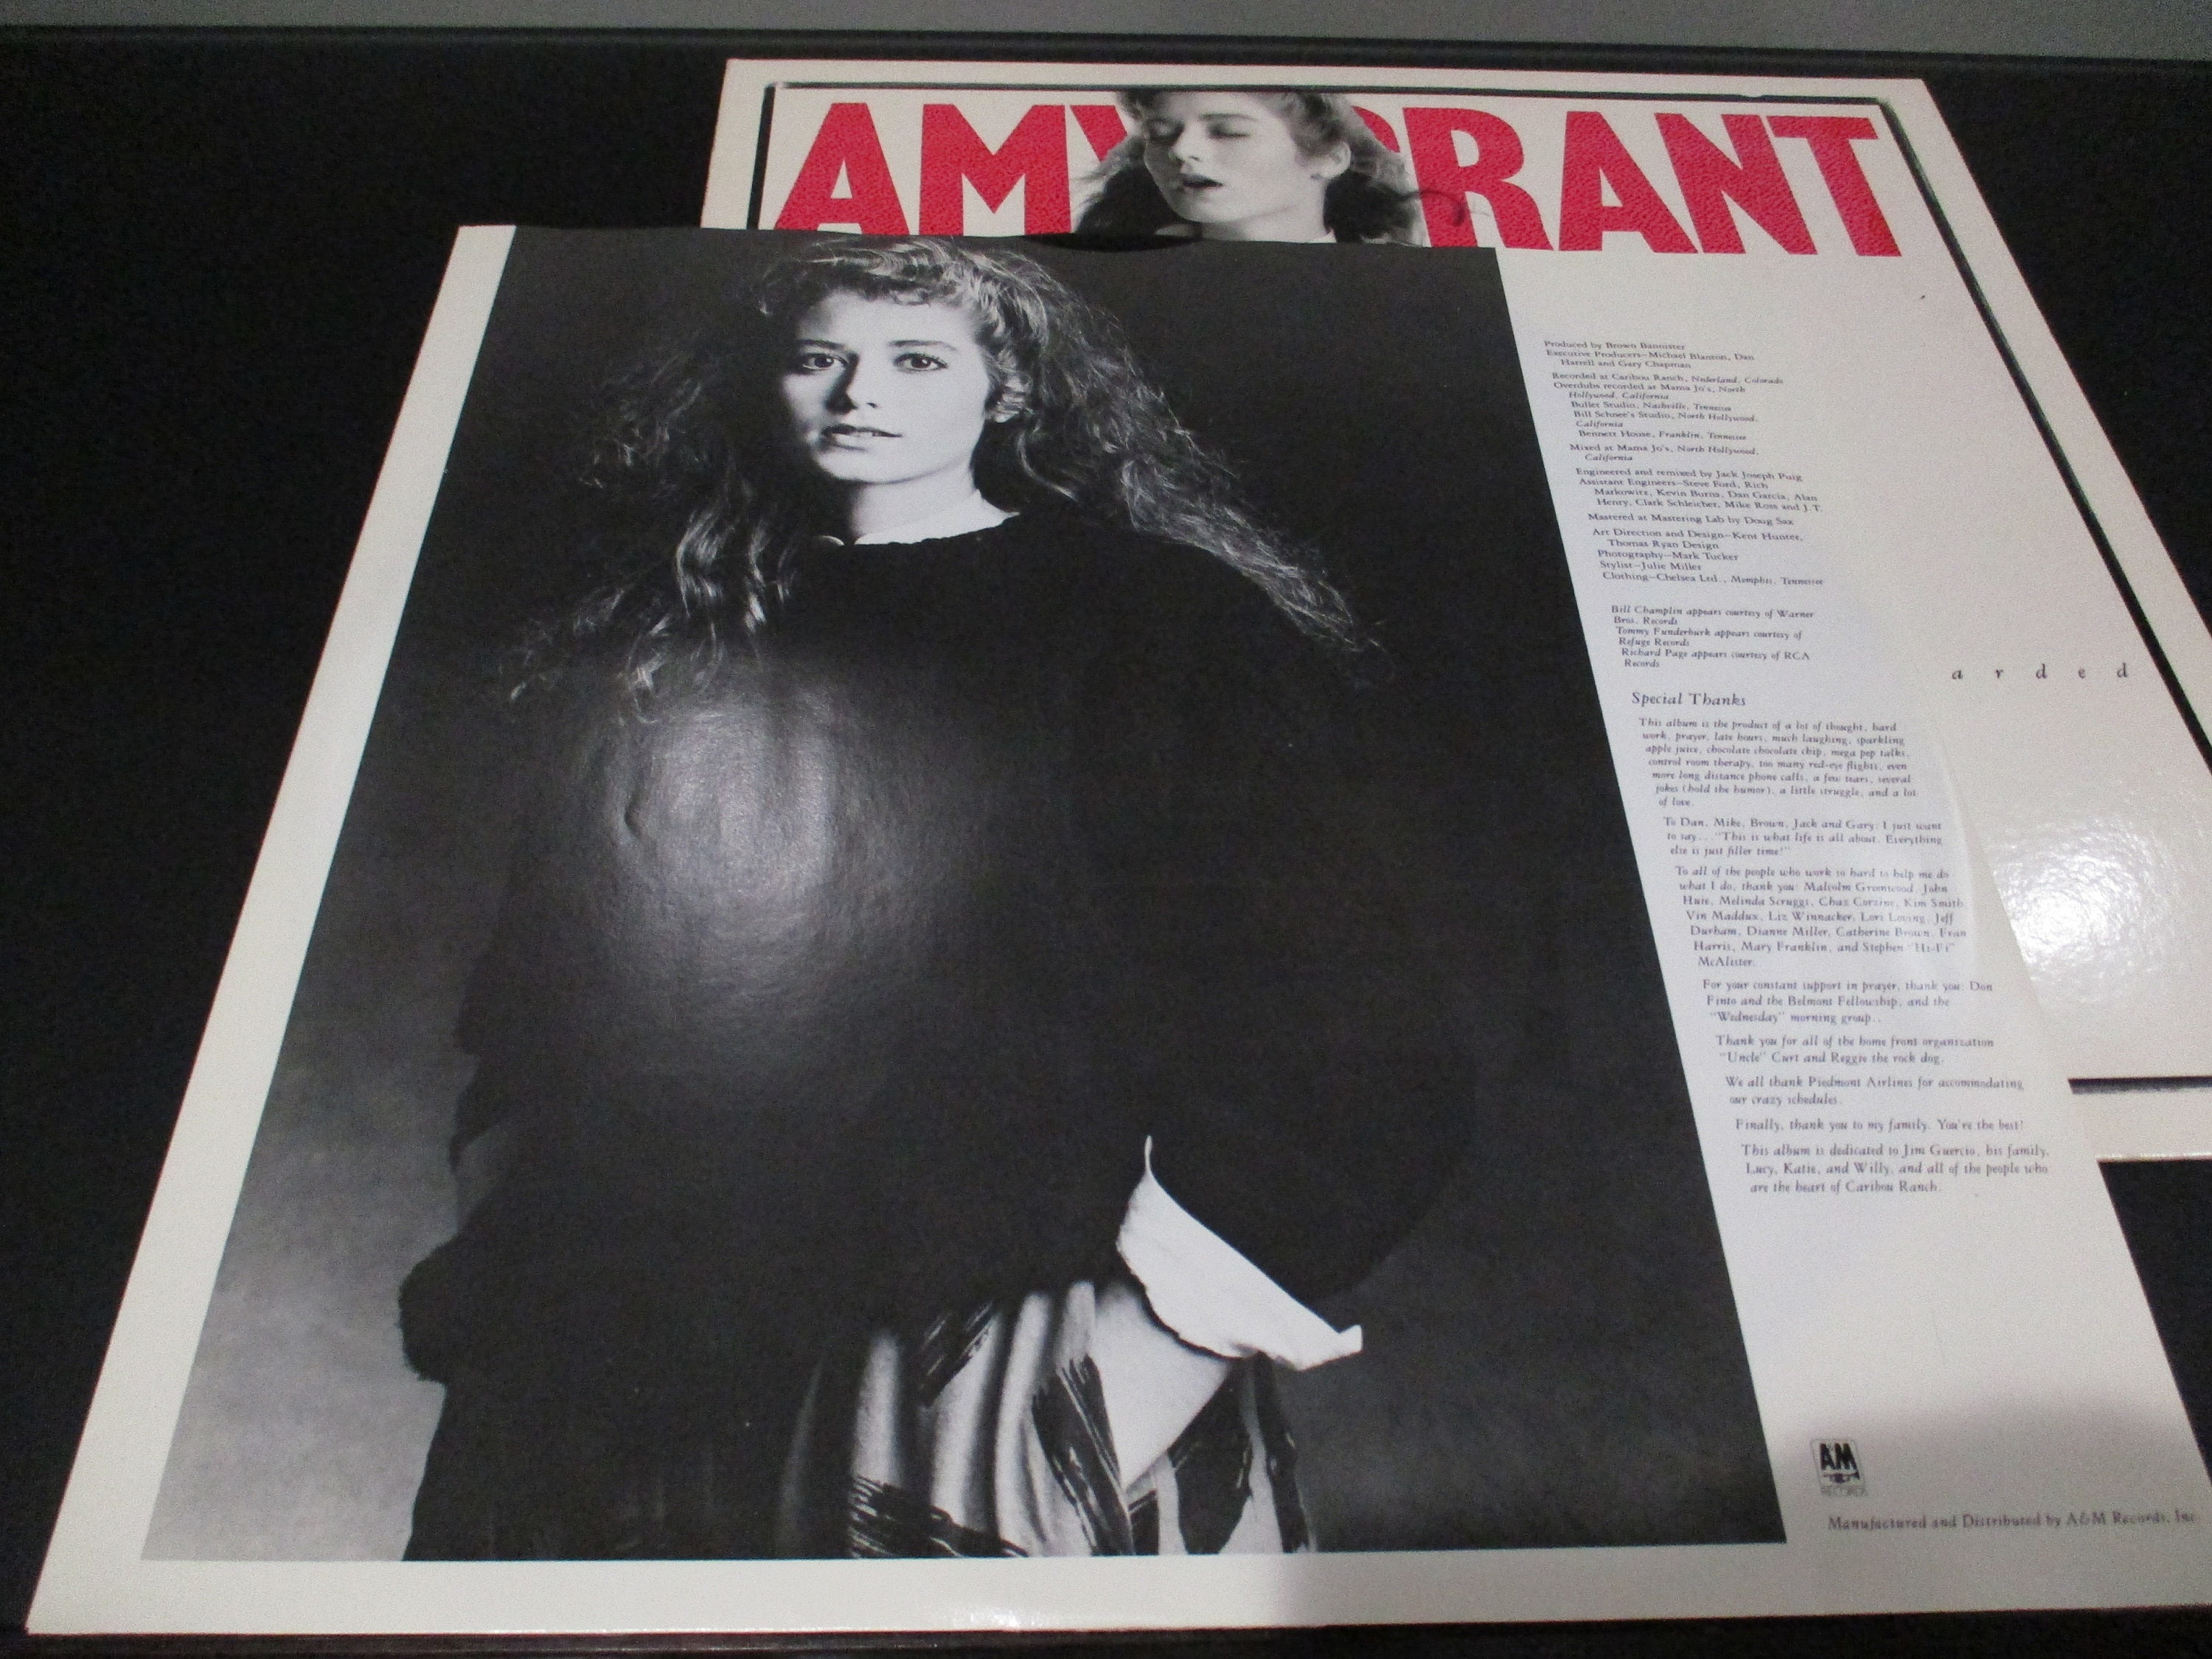 AMY GRANT
Produced by Brown Bannister
Executive Producers—Michael Blanton, Dan
Harrell and Gary Chapman
Recorded at Caribou Ranch, Nederland, Colorado
Overdubs recorded at Mama Jo's, North
Hollywood, California
Bullet Studio, Nashville, Tennessee
Bill Schnee's Studio, North Hollywood,
California
Bennett House, Franklin, Tennessee
Mixed at Mama Jo's, North Hollywood,
California
Engineered and remixed by Jack Joseph Puig
Assistant Engineers—Steve Ford, Rich
Markowitz, Kevin Burns, Dan Garcia, Alan
Henry, Clark Schleicher, Mike Ross and J.T.
Mastered at Mastering Lab by Doug Sax
Art Direction and Design—Kent Hunter,
Thomas Ryan Design
Photography—Mark Tucker
Stylist—Julie Miller
Clothing—Chelsea Ltd., Memphis, Tennessee
Bill Champlin appears courtesy of Warner
Bros. Records
Tommy Funderburk appears courtesy of
Refuge Records
Richard Page appears courtesy of RCA
Records
arded
Special Thanks
This album is the product of a lot of thought, hard
work, prayer, late hours, much laughing, sparkling
apple juice, chocolate chocolate chip, mega pep talks,
control room therapy, too many red-eye flights, even
more long distance phone calls, a few tears, several
jokes (hold the humor), a little struggle, and a lot
of love.
To Dan, Mike, Brown, Jack and Gary: I just want
to say... "This is what life is all about. Everything
else is just filler time!"
To all of the people who work so hard to help me do
what I do, thank you: Malcolm Greenwood, John
Huie, Melinda Scruggs, Chaz Corzine, Kim Smith,
Vin Maddux, Liz Winnacker, Lori Loving, Jeff
Durham, Dianne Miller, Catherine Brown, Fran
Harris, Mary Franklin, and Stephen "Hi-Fi"
McAlister.
For your constant support in prayer, thank you: Don
Finto and the Belmont Fellowship, and the
"Wednesday" morning group..
Thank you for all of the home front organization
"Uncle" Curt and Reggie the rock dog.
We all thank Piedmont Airlines for accommodating
our crazy schedules.
Finally, thank you to my family. You're the best!
This album is dedicated to Jim Guercio, his family,
Lucy, Katie, and Willy, and all of the people who
are the heart of Caribou Ranch.
A&M
RECORDS
Manufactured and Distributed by A&M Records, Inc.